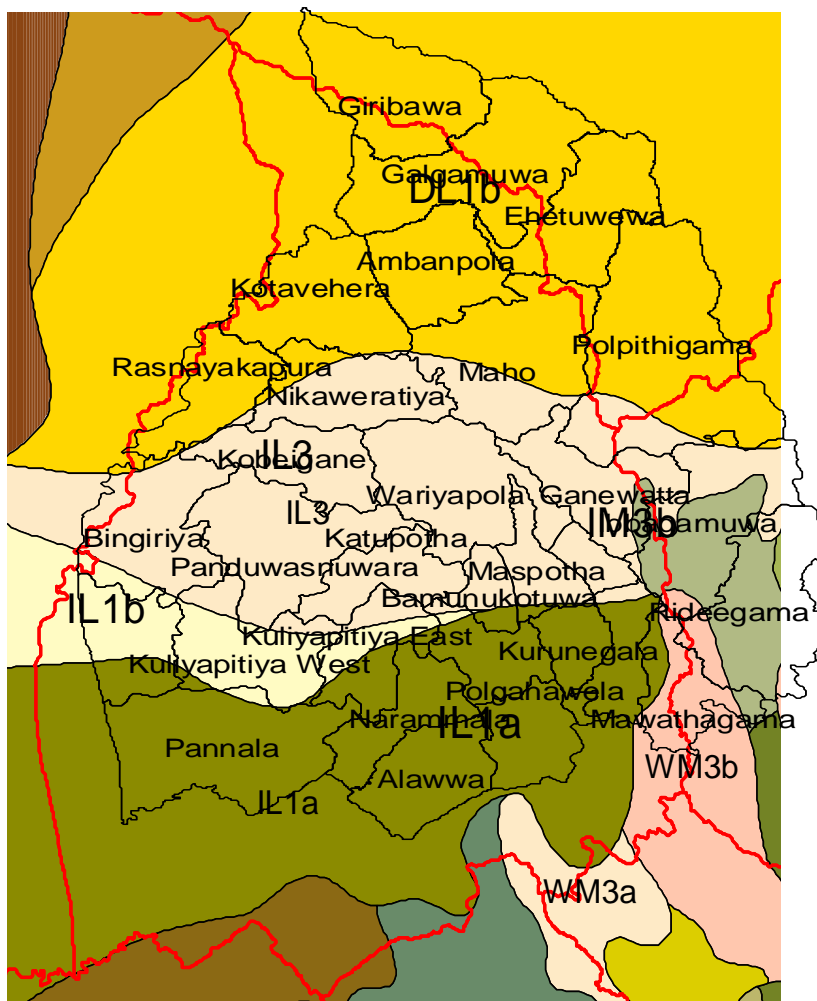 Giribawa
Galgamuwa
DL1b
Ehetuwewa
Ambanpola
Kotavehera
Polpithigama
Rasnayakapura
Maho
Nikaweratiya
IL3
Kobeigane
Wariyapola
Ganewatta
IL3
IM3b
Ibbagamuwa
Bingiriya
Katupotha
Panduwasnuwara
Maspotha
Bamunukotuwa
IL1b
Rideegama
Kuliyapitiya East
Kuliyapitiya West
Kurunegala
Polgahawela
Narammala
IL1a
Mawathagama
Pannala
WM3b
Alawwa
IL1a
WM3a